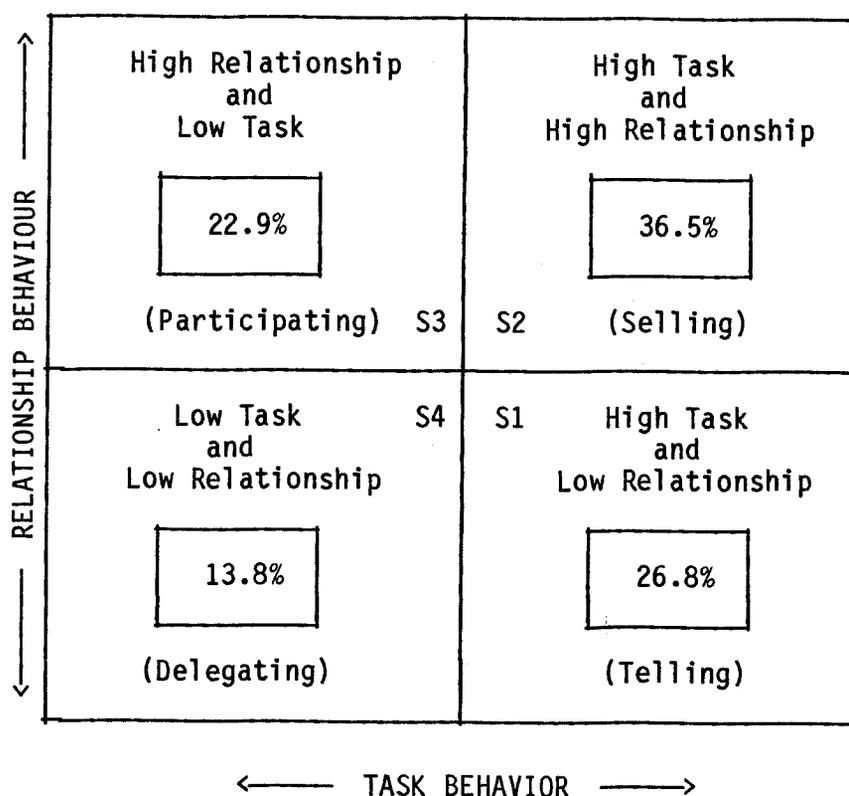 High Relationship
and
Low Task
22.9%
(Participating) S3
High Task
and
High Relationship
36.5%
S2 (Selling)
Low Task S4
and
Low Relationship
13.8%
(Delegating)
S1 High Task
and
Low Relationship
26.8%
(Telling)
RELATIONSHIP BEHAVIOUR
TASK BEHAVIOR